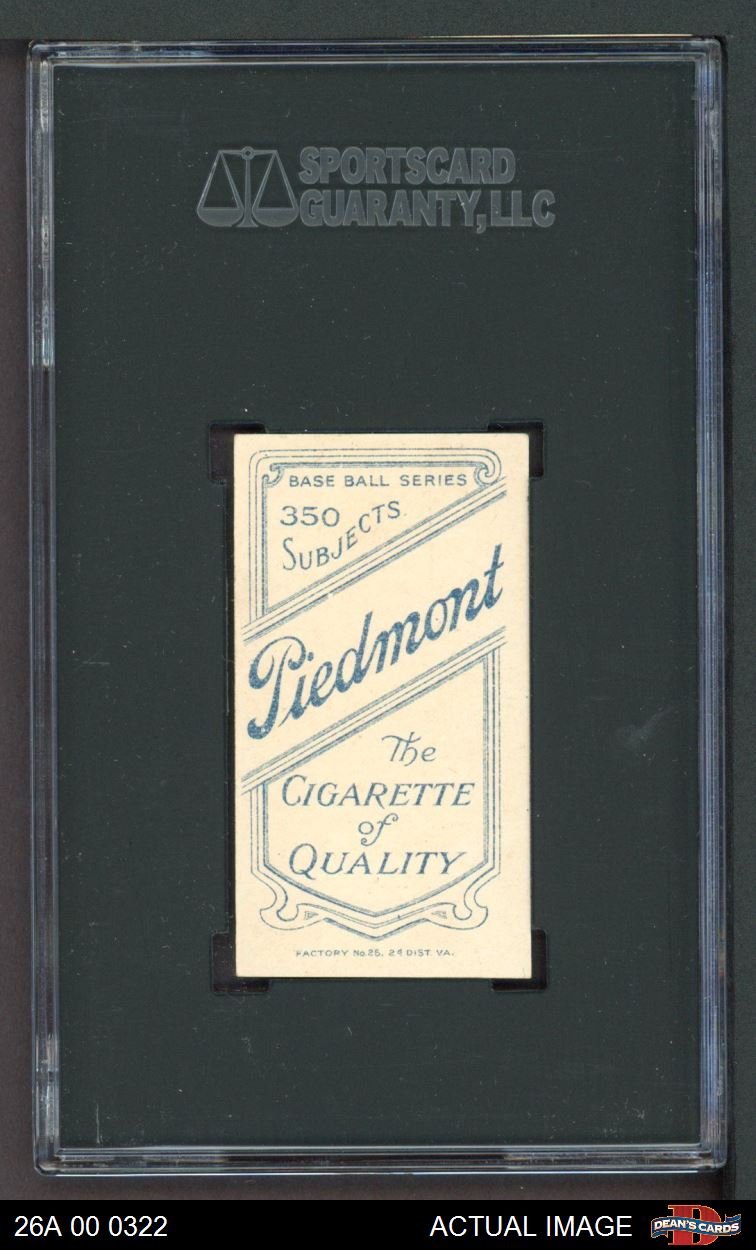 SPORTSCARD
GUARANTY, LLC
BASE BALL SERIES
350
SUBJECTS
Piedmont
The
CIGARETTE
of
QUALITY
FACTORY No. 25, 2d DIST. VA.
26A 00 0322
ACTUAL IMAGE
D
DEAN'S CARDS